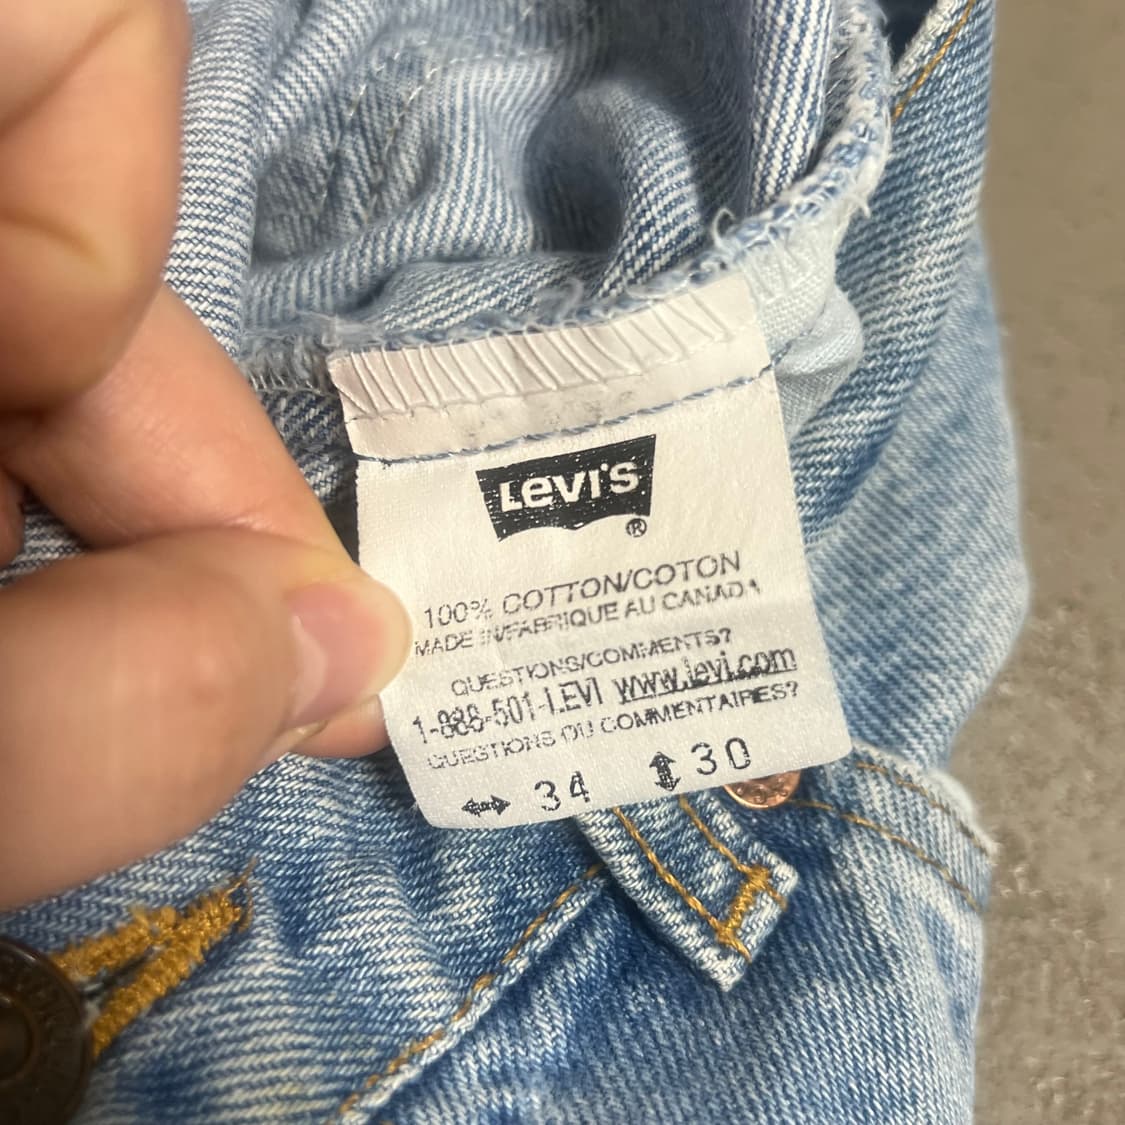 LEVI'S
®
100% COTTON/COTON
MADE IN/FABRIQUE AU CANADA
QUESTIONS/COMMENTS?
1-888-501-LEVI www.levi.com
QUESTIONS OU COMMENTAIRES?
↔ 34 ↕ 30